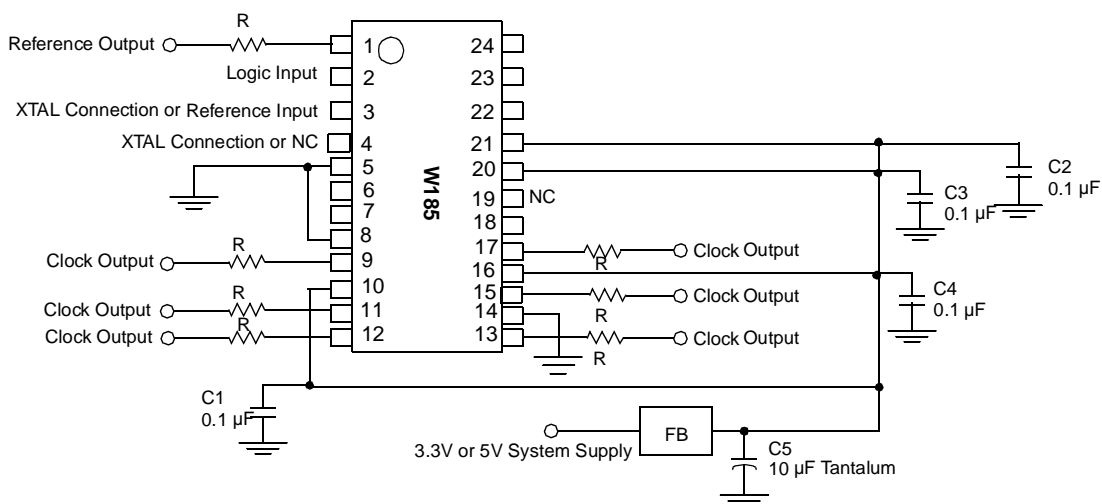 R
Reference Output
1
24
Logic Input
2
23
XTAL Connection or Reference Input
3
22
XTAL Connection or NC
4
21
5
20
6
19
NC
7
18
8
17
W185
C2
0.1 µF
C3
0.1 µF
R
Clock Output
9
16
R
Clock Output
10
15
C4
0.1 µF
R
Clock Output
11
14
R
Clock Output
R
Clock Output
12
13
R
Clock Output
C1
0.1 µF
FB
3.3V or 5V System Supply
C5
10 µF Tantalum